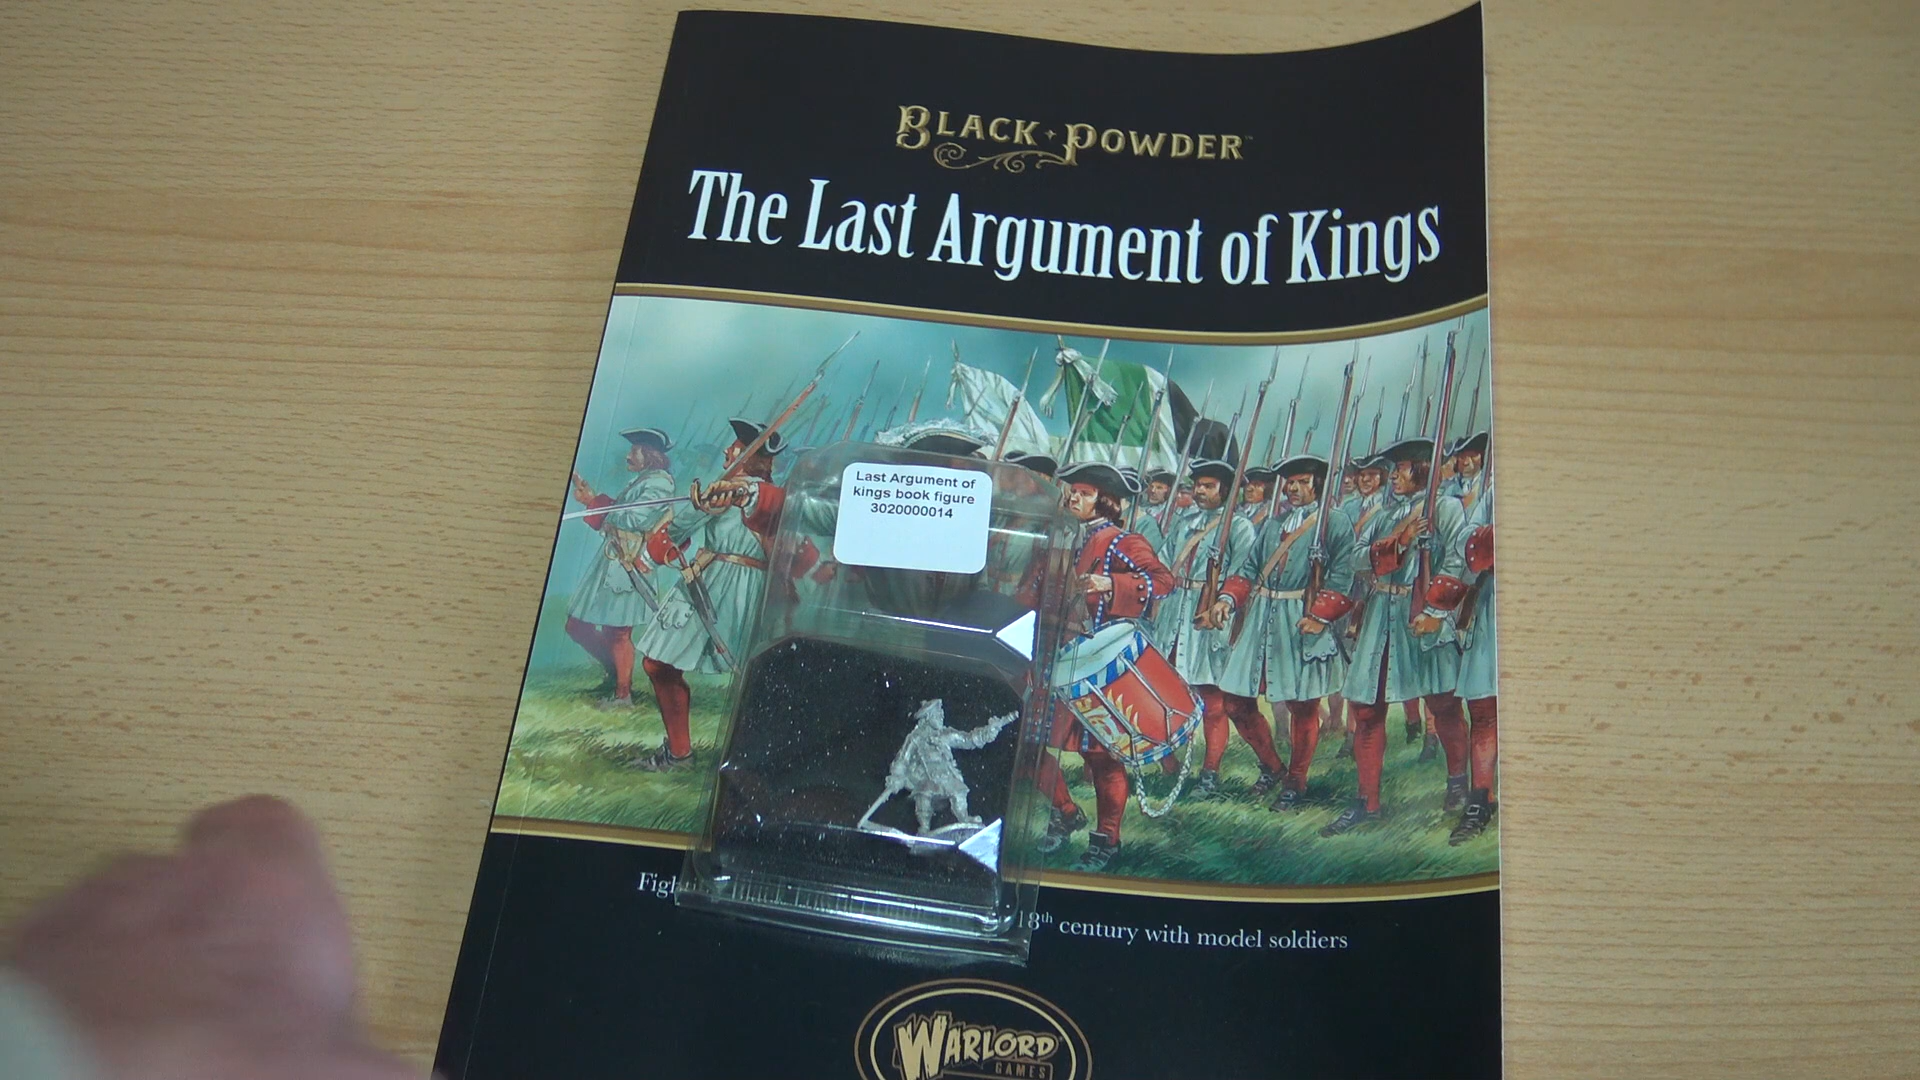 BLACK POWDER™
The Last Argument of Kings
Last Argument of
kings book figure
3020000014
18th century with model soldiers
WARLORD
GAMES